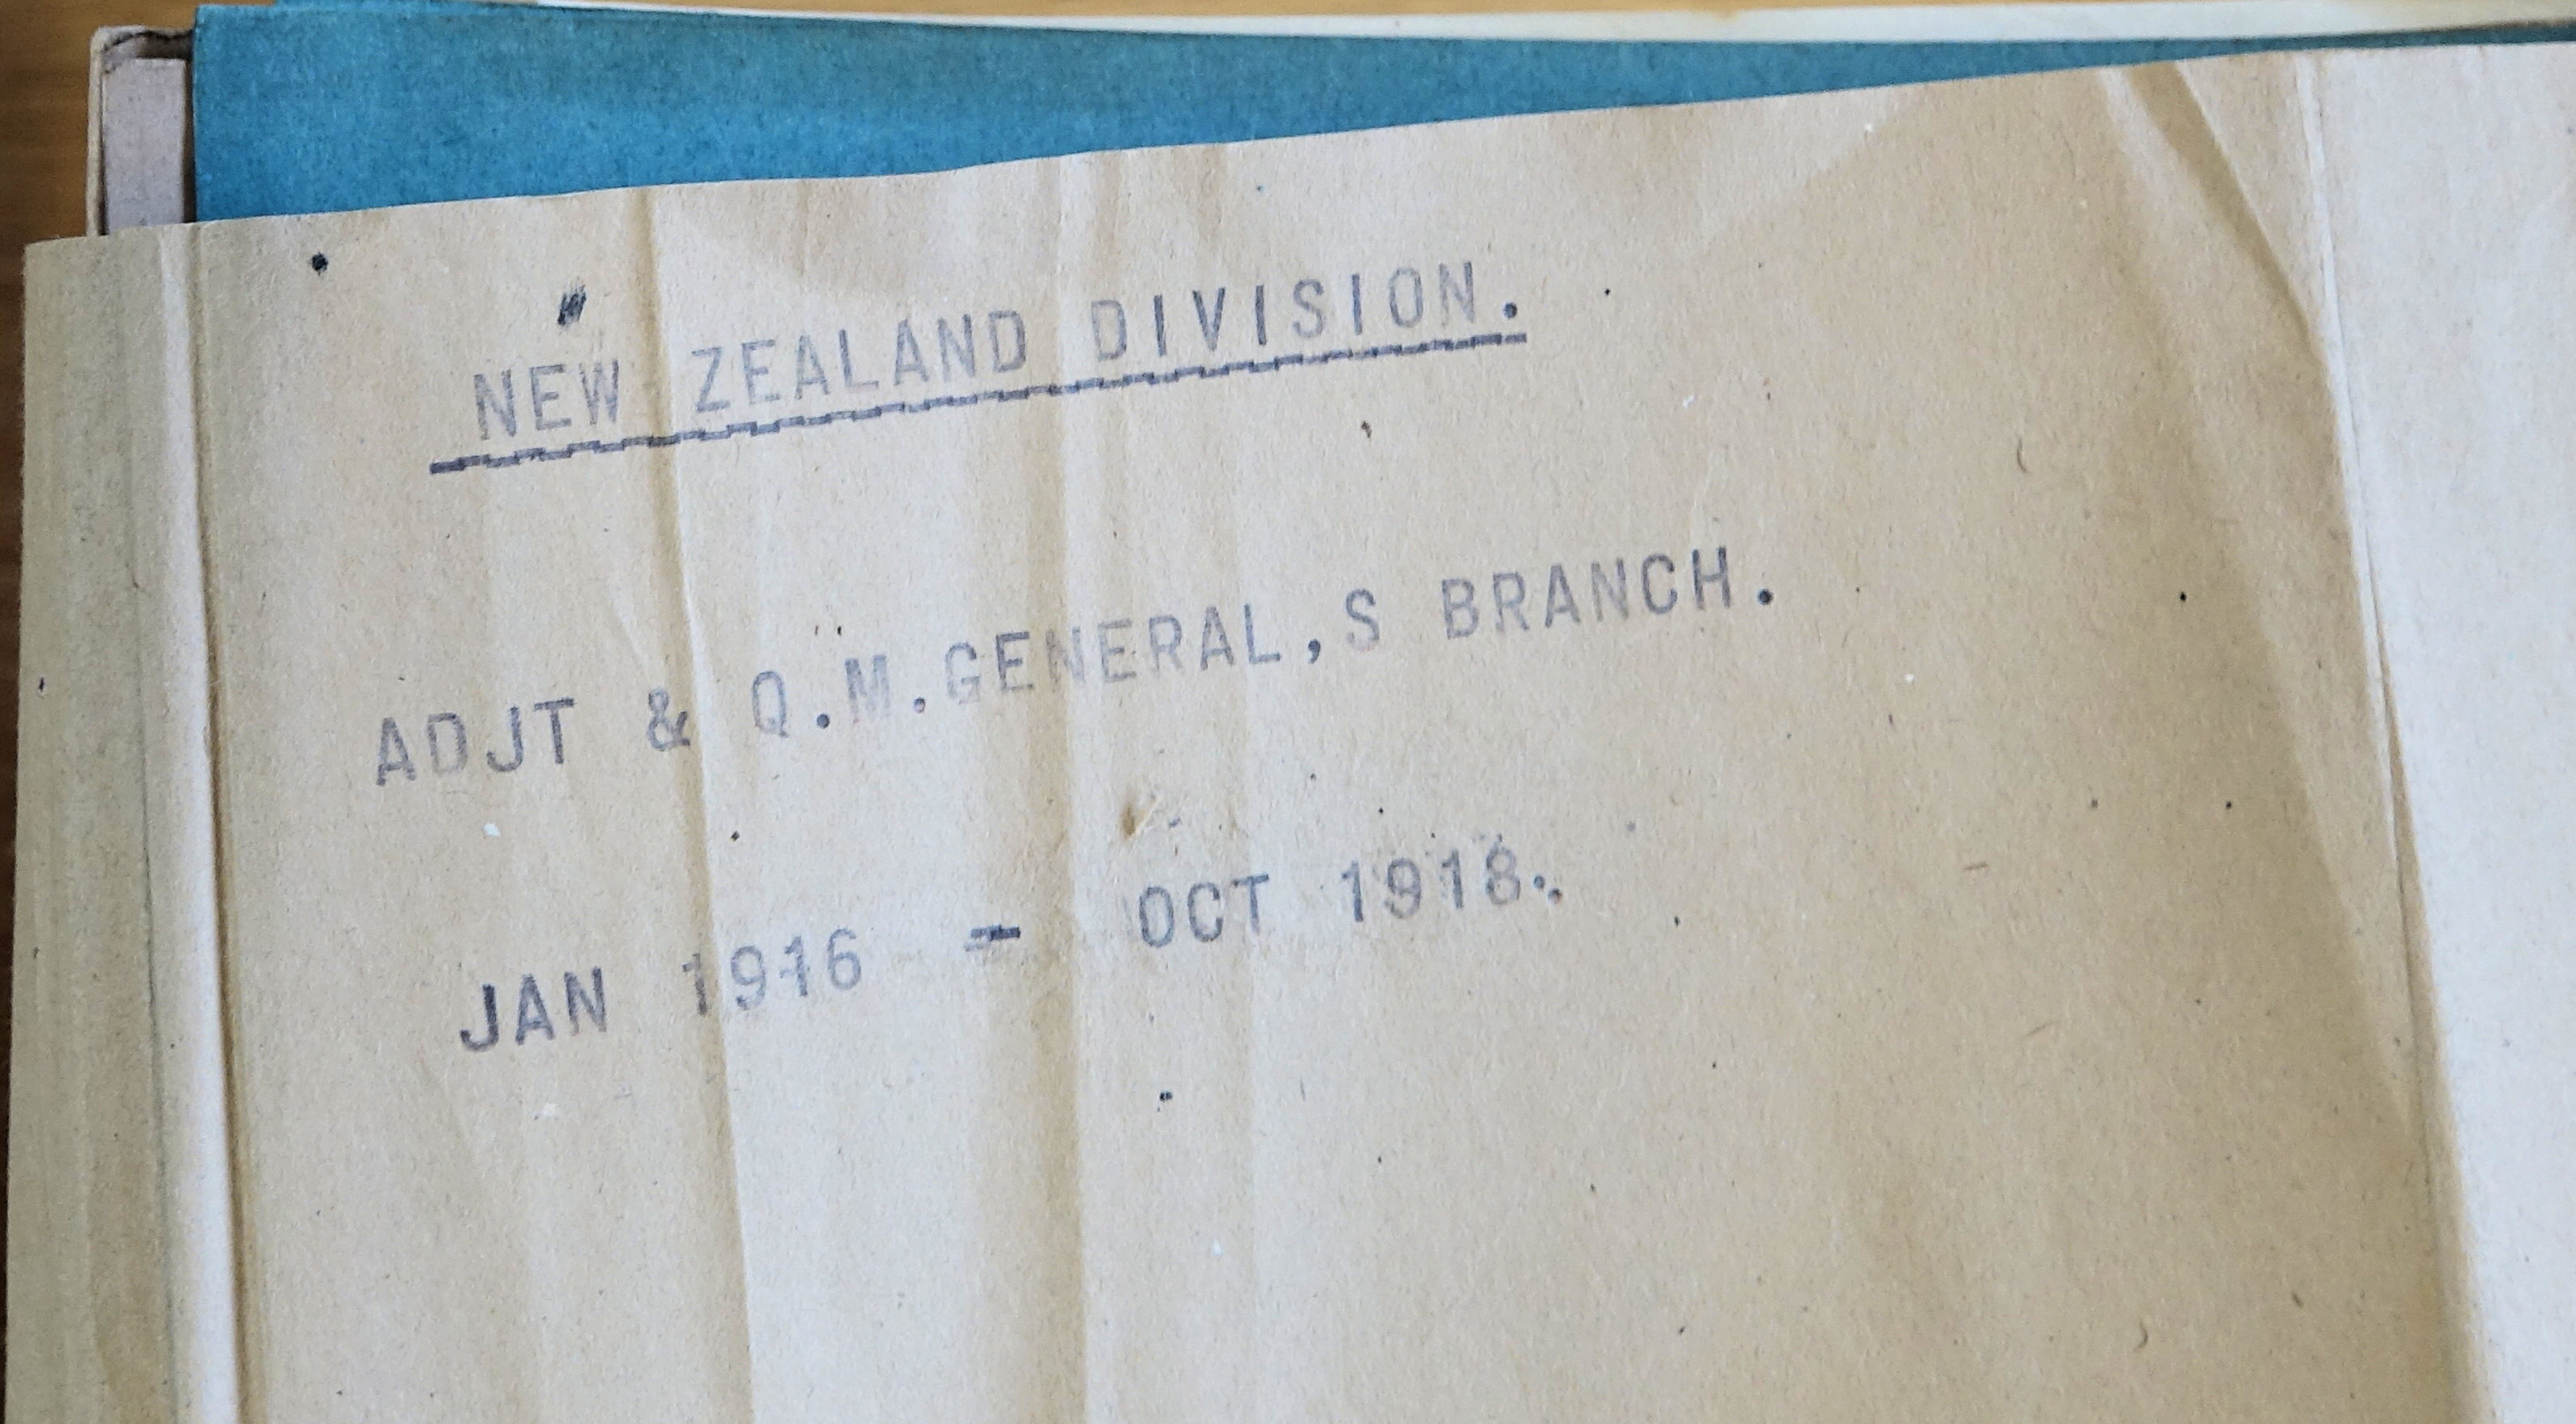 NEW ZEALAND DIVISION.
ADJT & Q.M.GENERAL,S BRANCH.
JAN 1916 - OCT 1918.